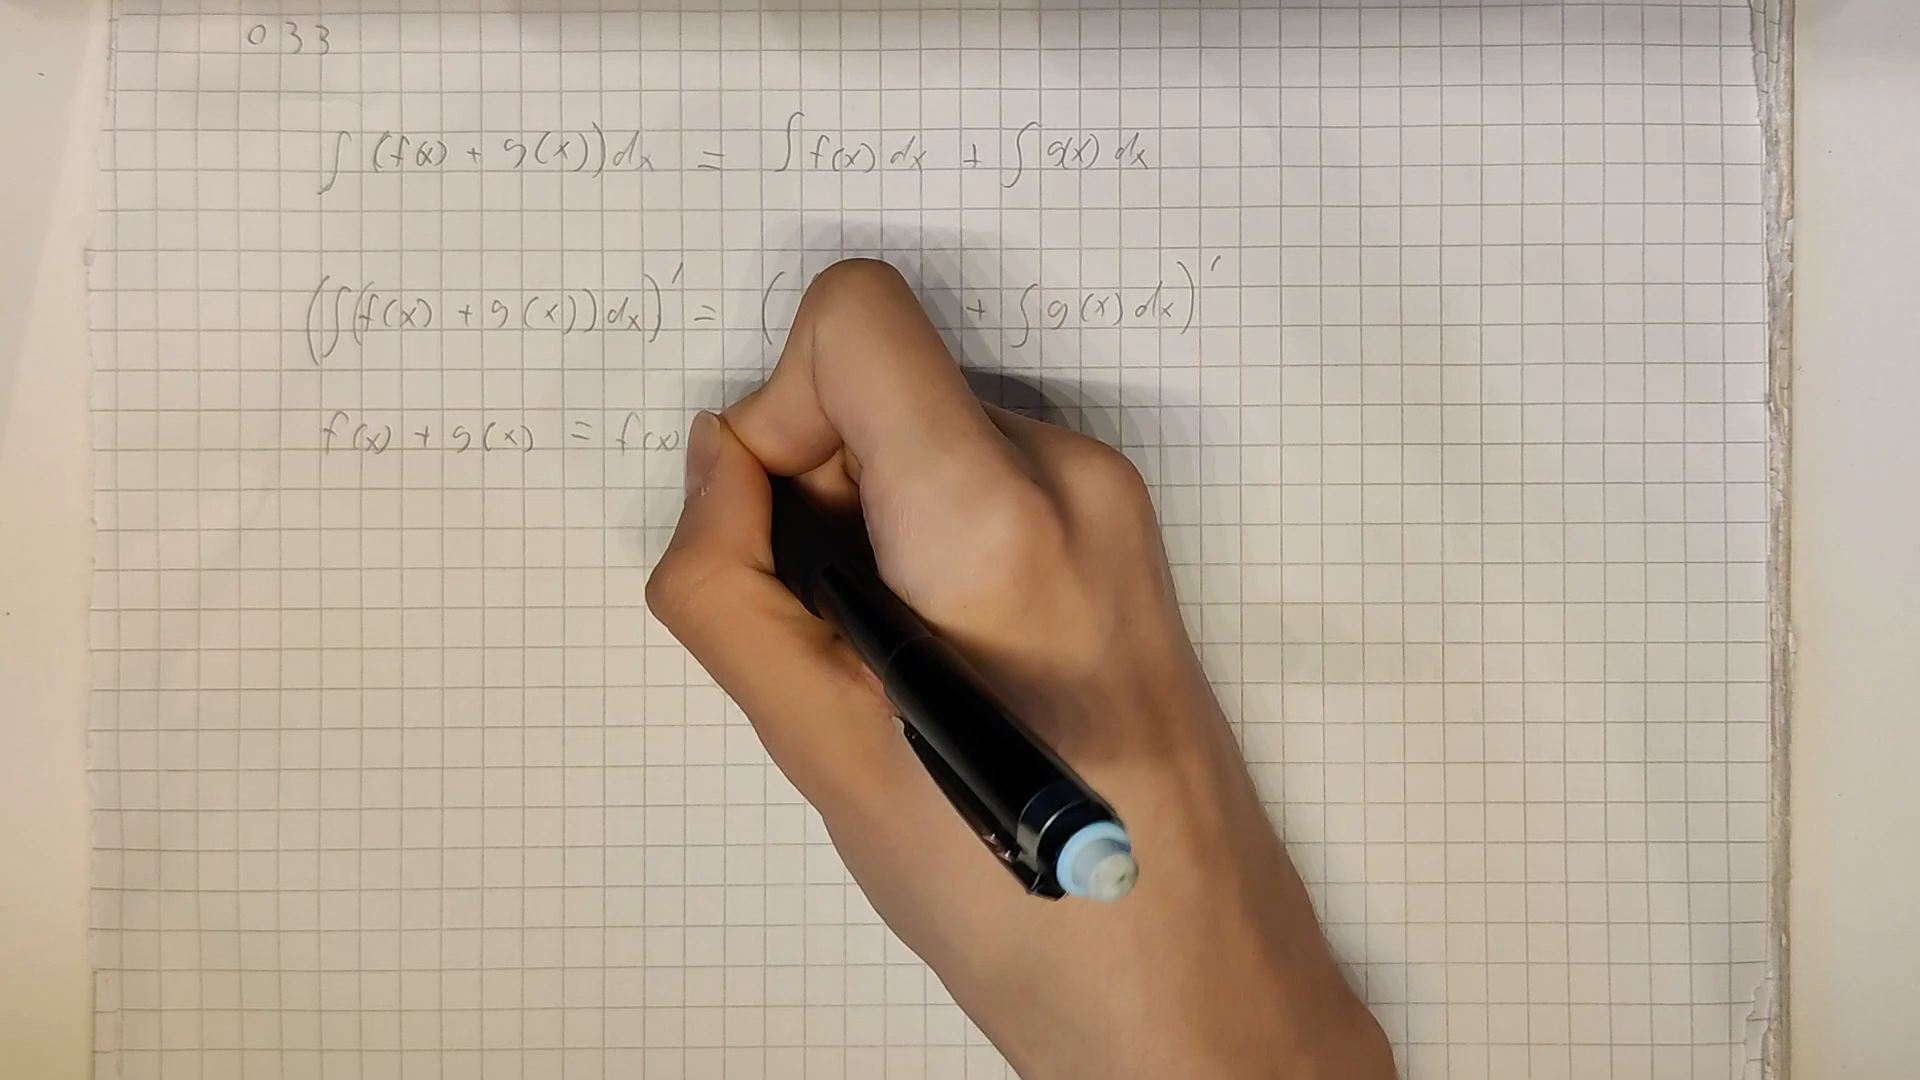 033
∫ (f(x) + g(x)) dx = ∫ f(x) dx + ∫ g(x) dx
(∫(f(x) + g(x)) dx)' = ( + ∫ g(x) dx)'
f(x) + g(x) = f(x)